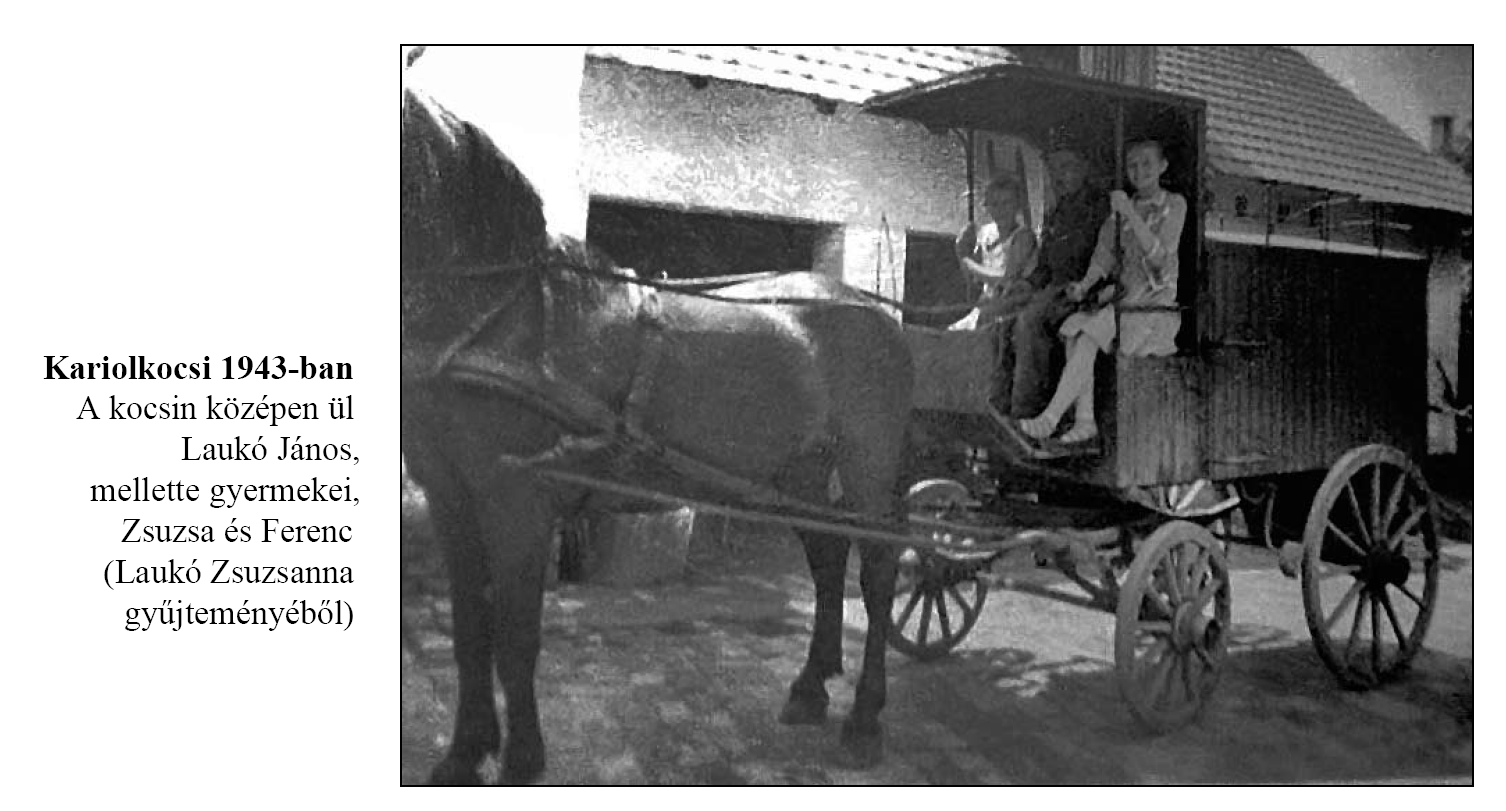 Kariolkocsi 1943-ban
A kocsin középen ül
Laukó János,
mellette gyermekei,
Zsuzsa és Ferenc
(Laukó Zsuzsanna
gyűjteményéből)